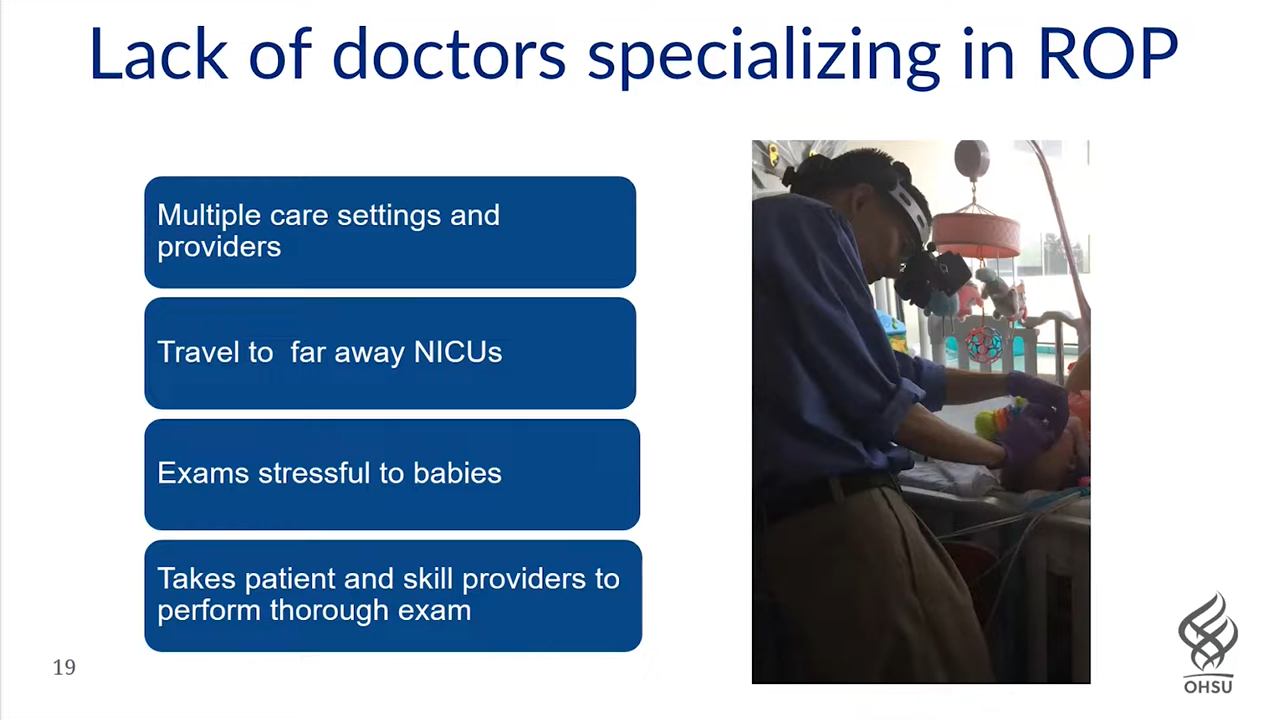 Lack of doctors specializing in ROP
Multiple care settings and
providers
Travel to  far away NICUs
Exams stressful to babies
Takes patient and skill providers to
perform thorough exam
19
OHSU